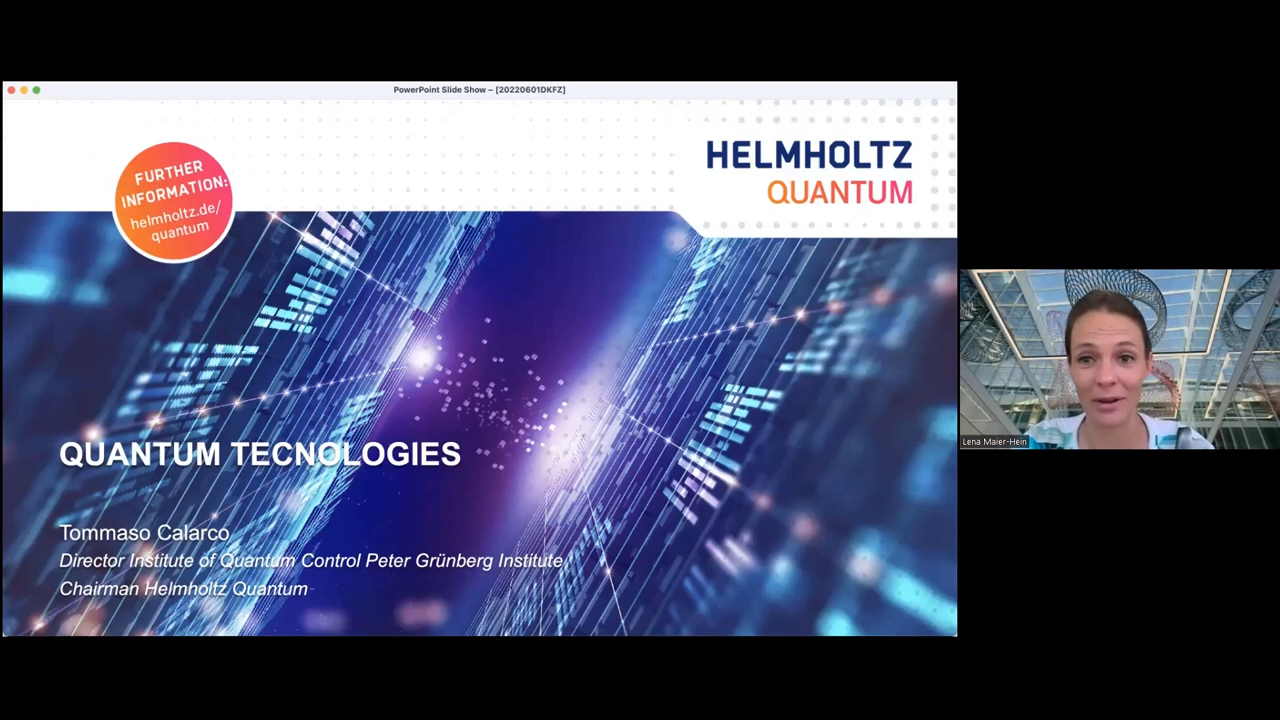 PowerPoint Slide Show – [20220601DKFZ]
FURTHER
INFORMATION:
helmholtz.de/
quantum
HELMHOLTZ
QUANTUM
QUANTUM TECNOLOGIES
Tommaso Calarco
Director Institute of Quantum Control Peter Grünberg Institute
Chairman Helmholtz Quantum
Lena Maier-Hein